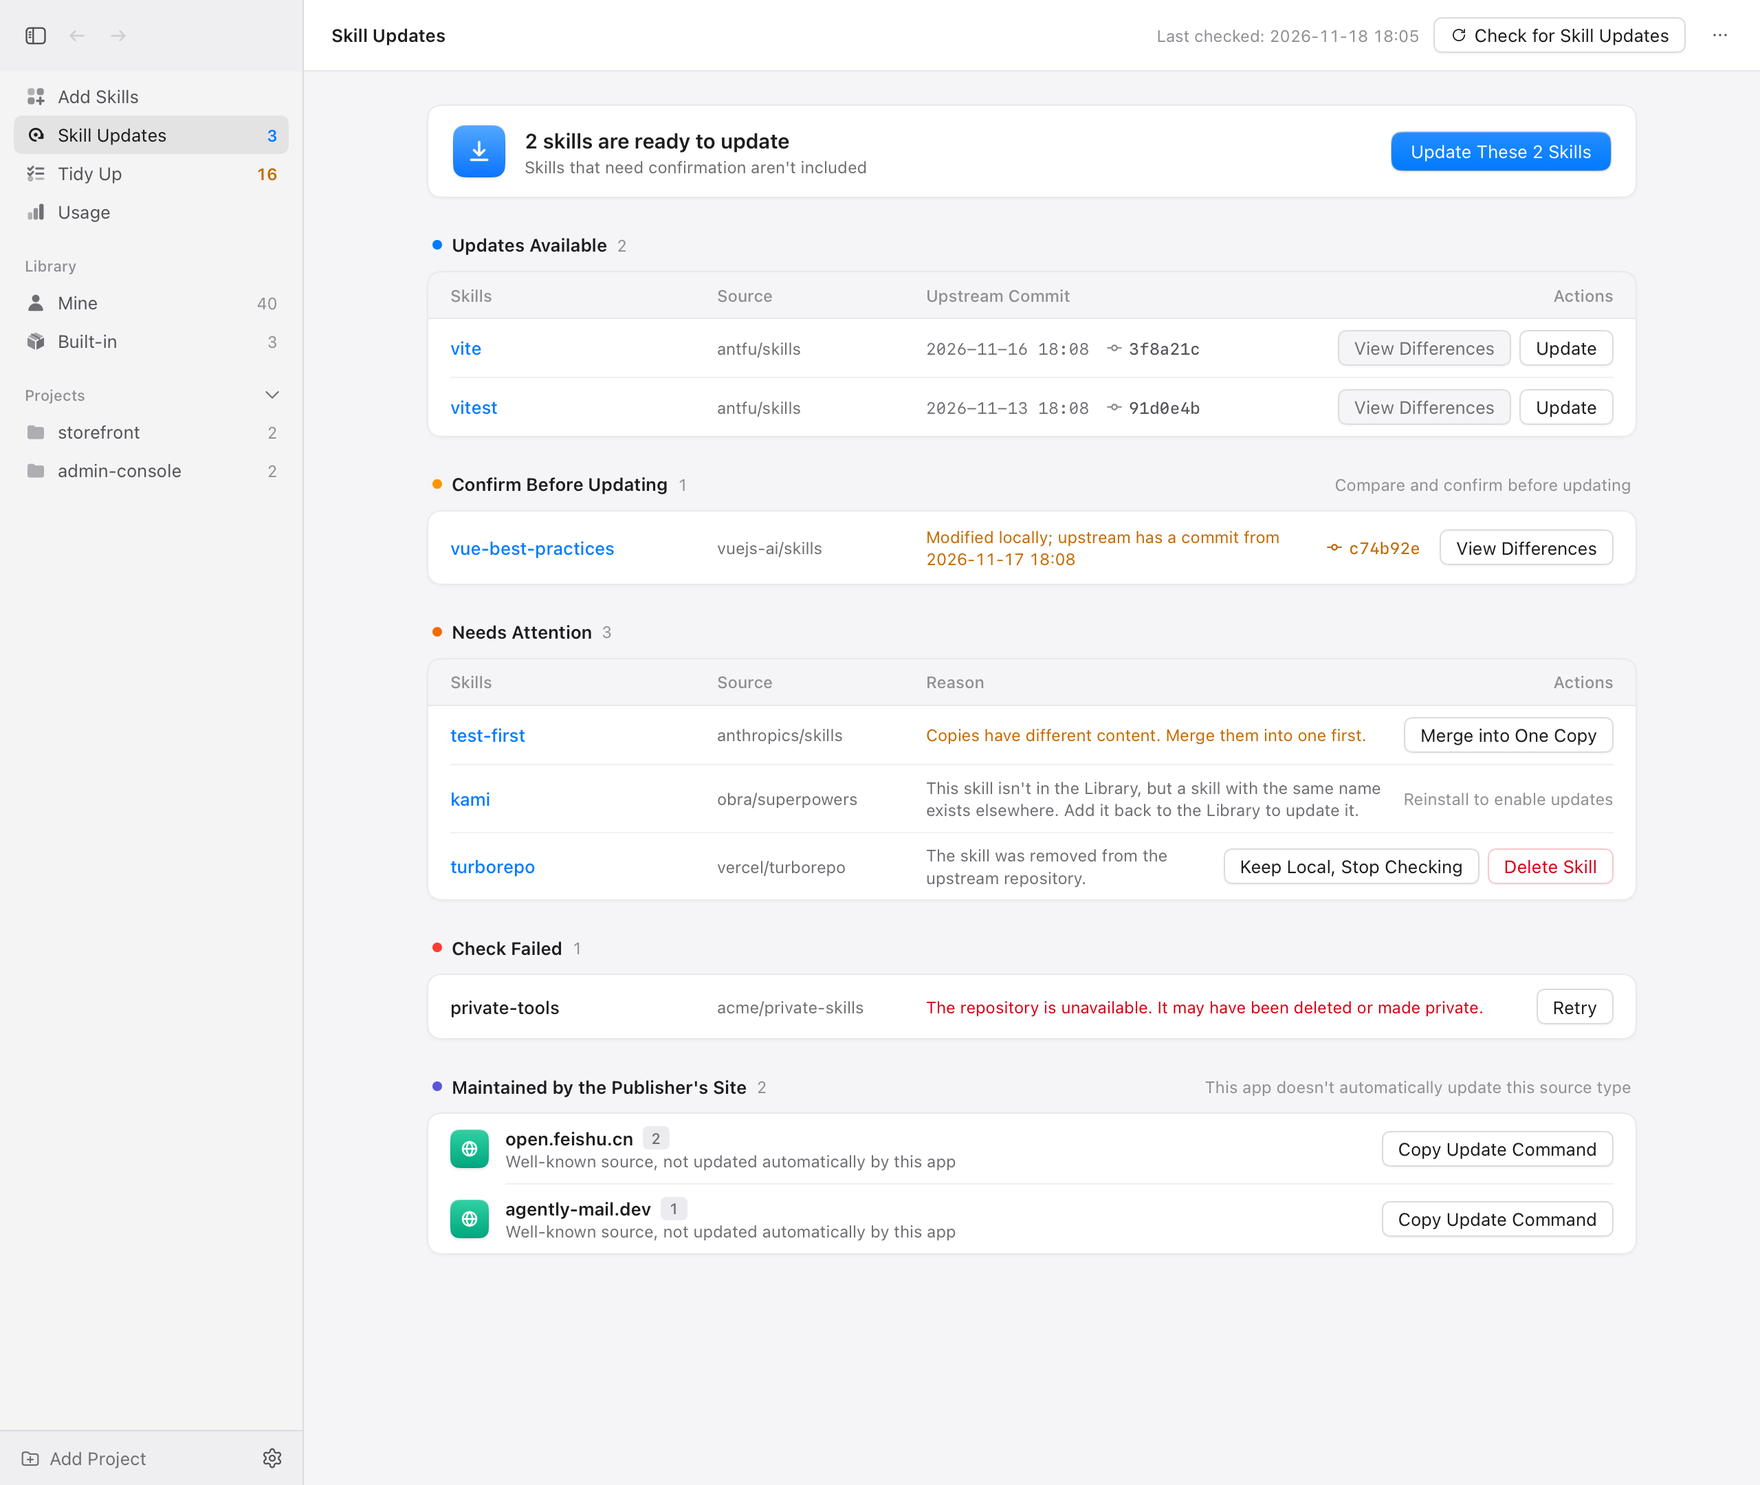 Skill Updates
Last checked: 2026-11-18 18:05
Check for Skill Updates
Add Skills
Skill Updates 3
Tidy Up 16
Usage
Library
Mine 40
Built-in 3
Projects
storefront 2
admin-console 2
Add Project
2 skills are ready to update
Skills that need confirmation aren't included
Update These 2 Skills
Updates Available 2
Skills Source Upstream Commit Actions
vite antfu/skills 2026-11-16 18:08 3f8a21c View Differences Update
vitest antfu/skills 2026-11-13 18:08 91d0e4b View Differences Update
Confirm Before Updating 1 Compare and confirm before updating
vue-best-practices vuejs-ai/skills Modified locally; upstream has a commit from
2026-11-17 18:08 c74b92e View Differences
Needs Attention 3
Skills Source Reason Actions
test-first anthropics/skills Copies have different content. Merge them into one first. Merge into One Copy
kami obra/superpowers This skill isn't in the Library, but a skill with the same name
exists elsewhere. Add it back to the Library to update it. Reinstall to enable updates
turborepo vercel/turborepo The skill was removed from the
upstream repository. Keep Local, Stop Checking Delete Skill
Check Failed 1
private-tools acme/private-skills The repository is unavailable. It may have been deleted or made private. Retry
Maintained by the Publisher's Site 2 This app doesn't automatically update this source type
open.feishu.cn 2
Well-known source, not updated automatically by this app
Copy Update Command
agently-mail.dev 1
Well-known source, not updated automatically by this app
Copy Update Command